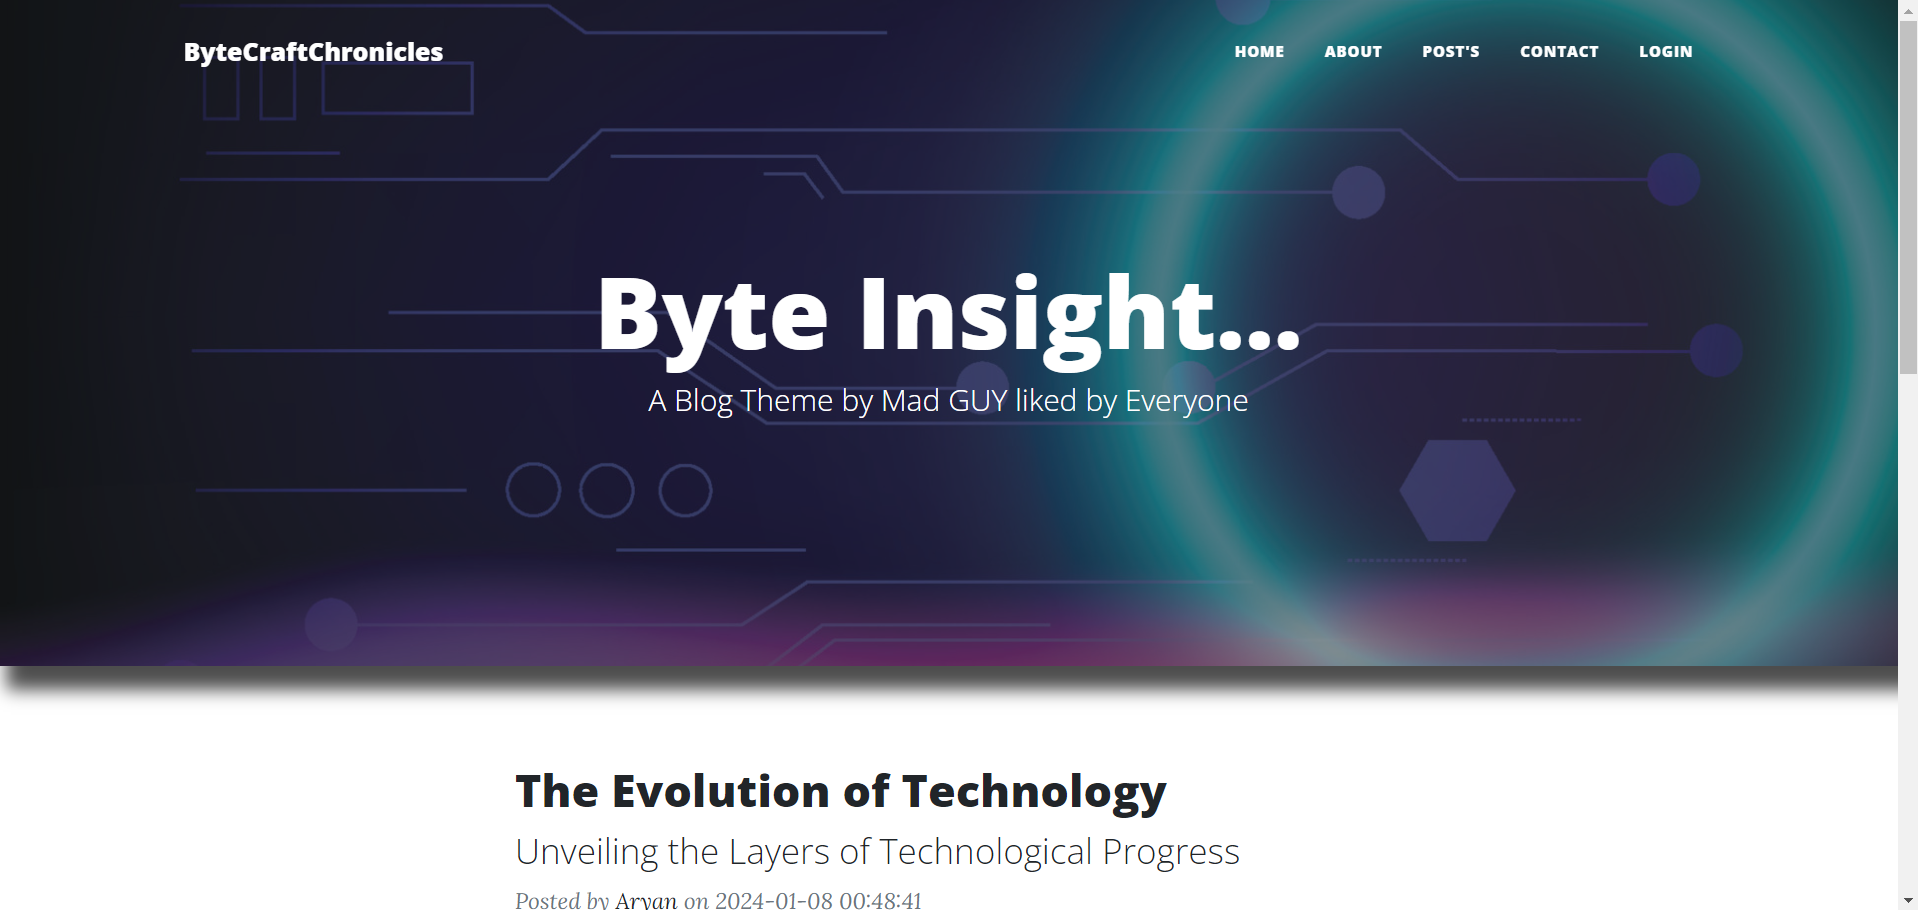 ByteCraftChronicles
HOME ABOUT POST'S CONTACT LOGIN
Byte Insight...
A Blog Theme by Mad GUY liked by Everyone
The Evolution of Technology
Unveiling the Layers of Technological Progress
Posted by Aryan on 2024-01-08 00:48:41